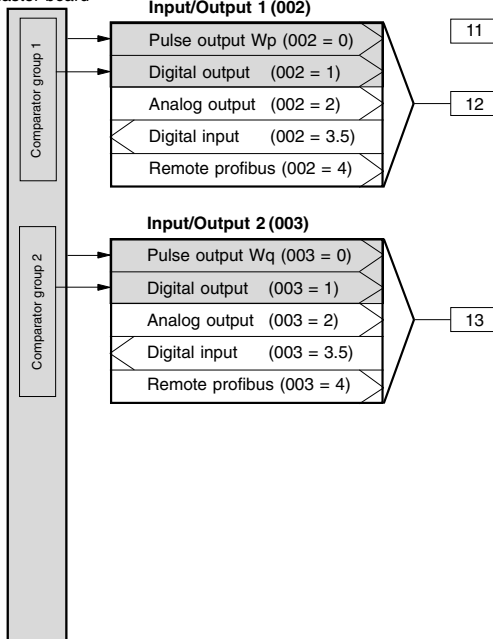 Input/Output 1 (002)
Comparator group 1
Pulse output Wp (002 = 0)
Digital output (002 = 1)
Analog output (002 = 2)
Digital input (002 = 3.5)
Remote profibus (002 = 4)
11
12
Input/Output 2 (003)
Comparator group 2
Pulse output Wq (003 = 0)
Digital output (003 = 1)
Analog output (003 = 2)
Digital input (003 = 3.5)
Remote profibus (003 = 4)
13